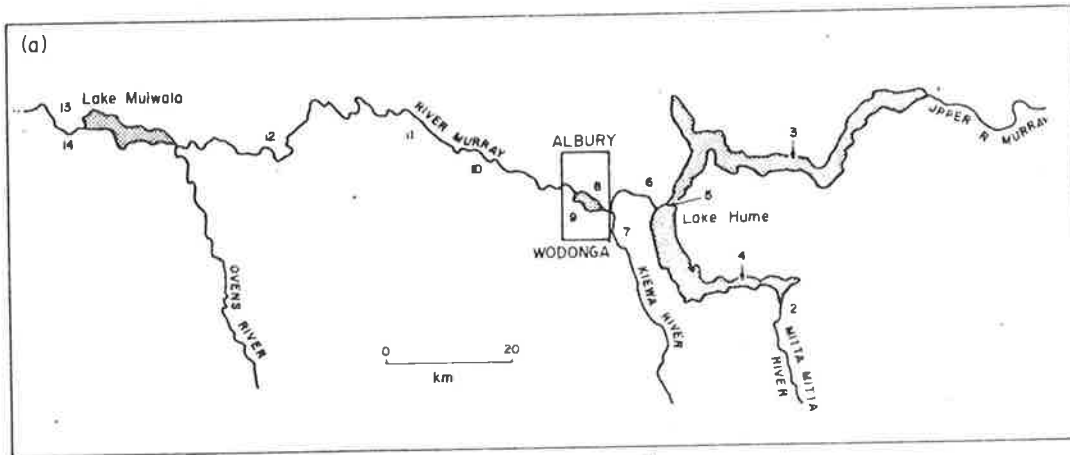 (a)
13
Lake Mulwala
14
12
RIVER MURRAY
11
10
ALBURY
8
9
WODONGA
6
7
5
Lake Hume
3
UPPER R MURRAY
4
2
MITTA MITTA
RIVER
KIEWA RIVER
OVENS
RIVER
0 20
km